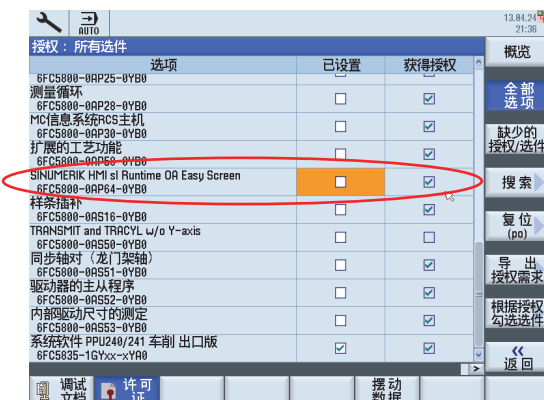 AUTO
13.04.24
21:36
授权： 所有选件
选项 已设置 获得授权
6FC5800-0AP25-0YB0
测量循环
6FC5800-0AP28-0YB0
MC信息系统RCS主机
6FC5800-0AP30-0YB0
扩展的工艺功能
6FC5800-0AP58-0YB0
SINUMERIK HMI sl Runtime OA Easy Screen
6FC5800-0AP64-0YB0
样条插补
6FC5800-0AS16-0YB0
TRANSMIT and TRACYL w/o Y-axis
6FC5800-0AS50-0YB0
同步轴对（龙门架轴）
6FC5800-0AS51-0YB0
驱动器的主从程序
6FC5800-0AS52-0YB0
内部驱动尺寸的测定
6FC5800-0AS53-0YB0
系统软件 PPU240/241 车削 出口版
6FC5835-1GYxx-xYA0
概览
全部
选项
缺少的
授权/选件
搜索
复位
(po)
导 出
授权需求
根据授权
勾选选件
«
返回
调试
文档
许可
证
摆动
数据